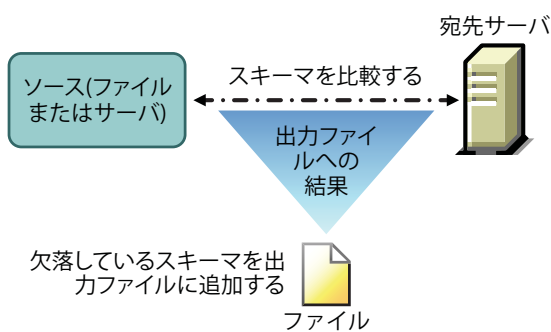 宛先サーバ
ソース(ファイル
またはサーバ)
スキーマを比較する
出力ファイ
ルへの
結果
欠落しているスキーマを出
力ファイルに追加する
ファイル